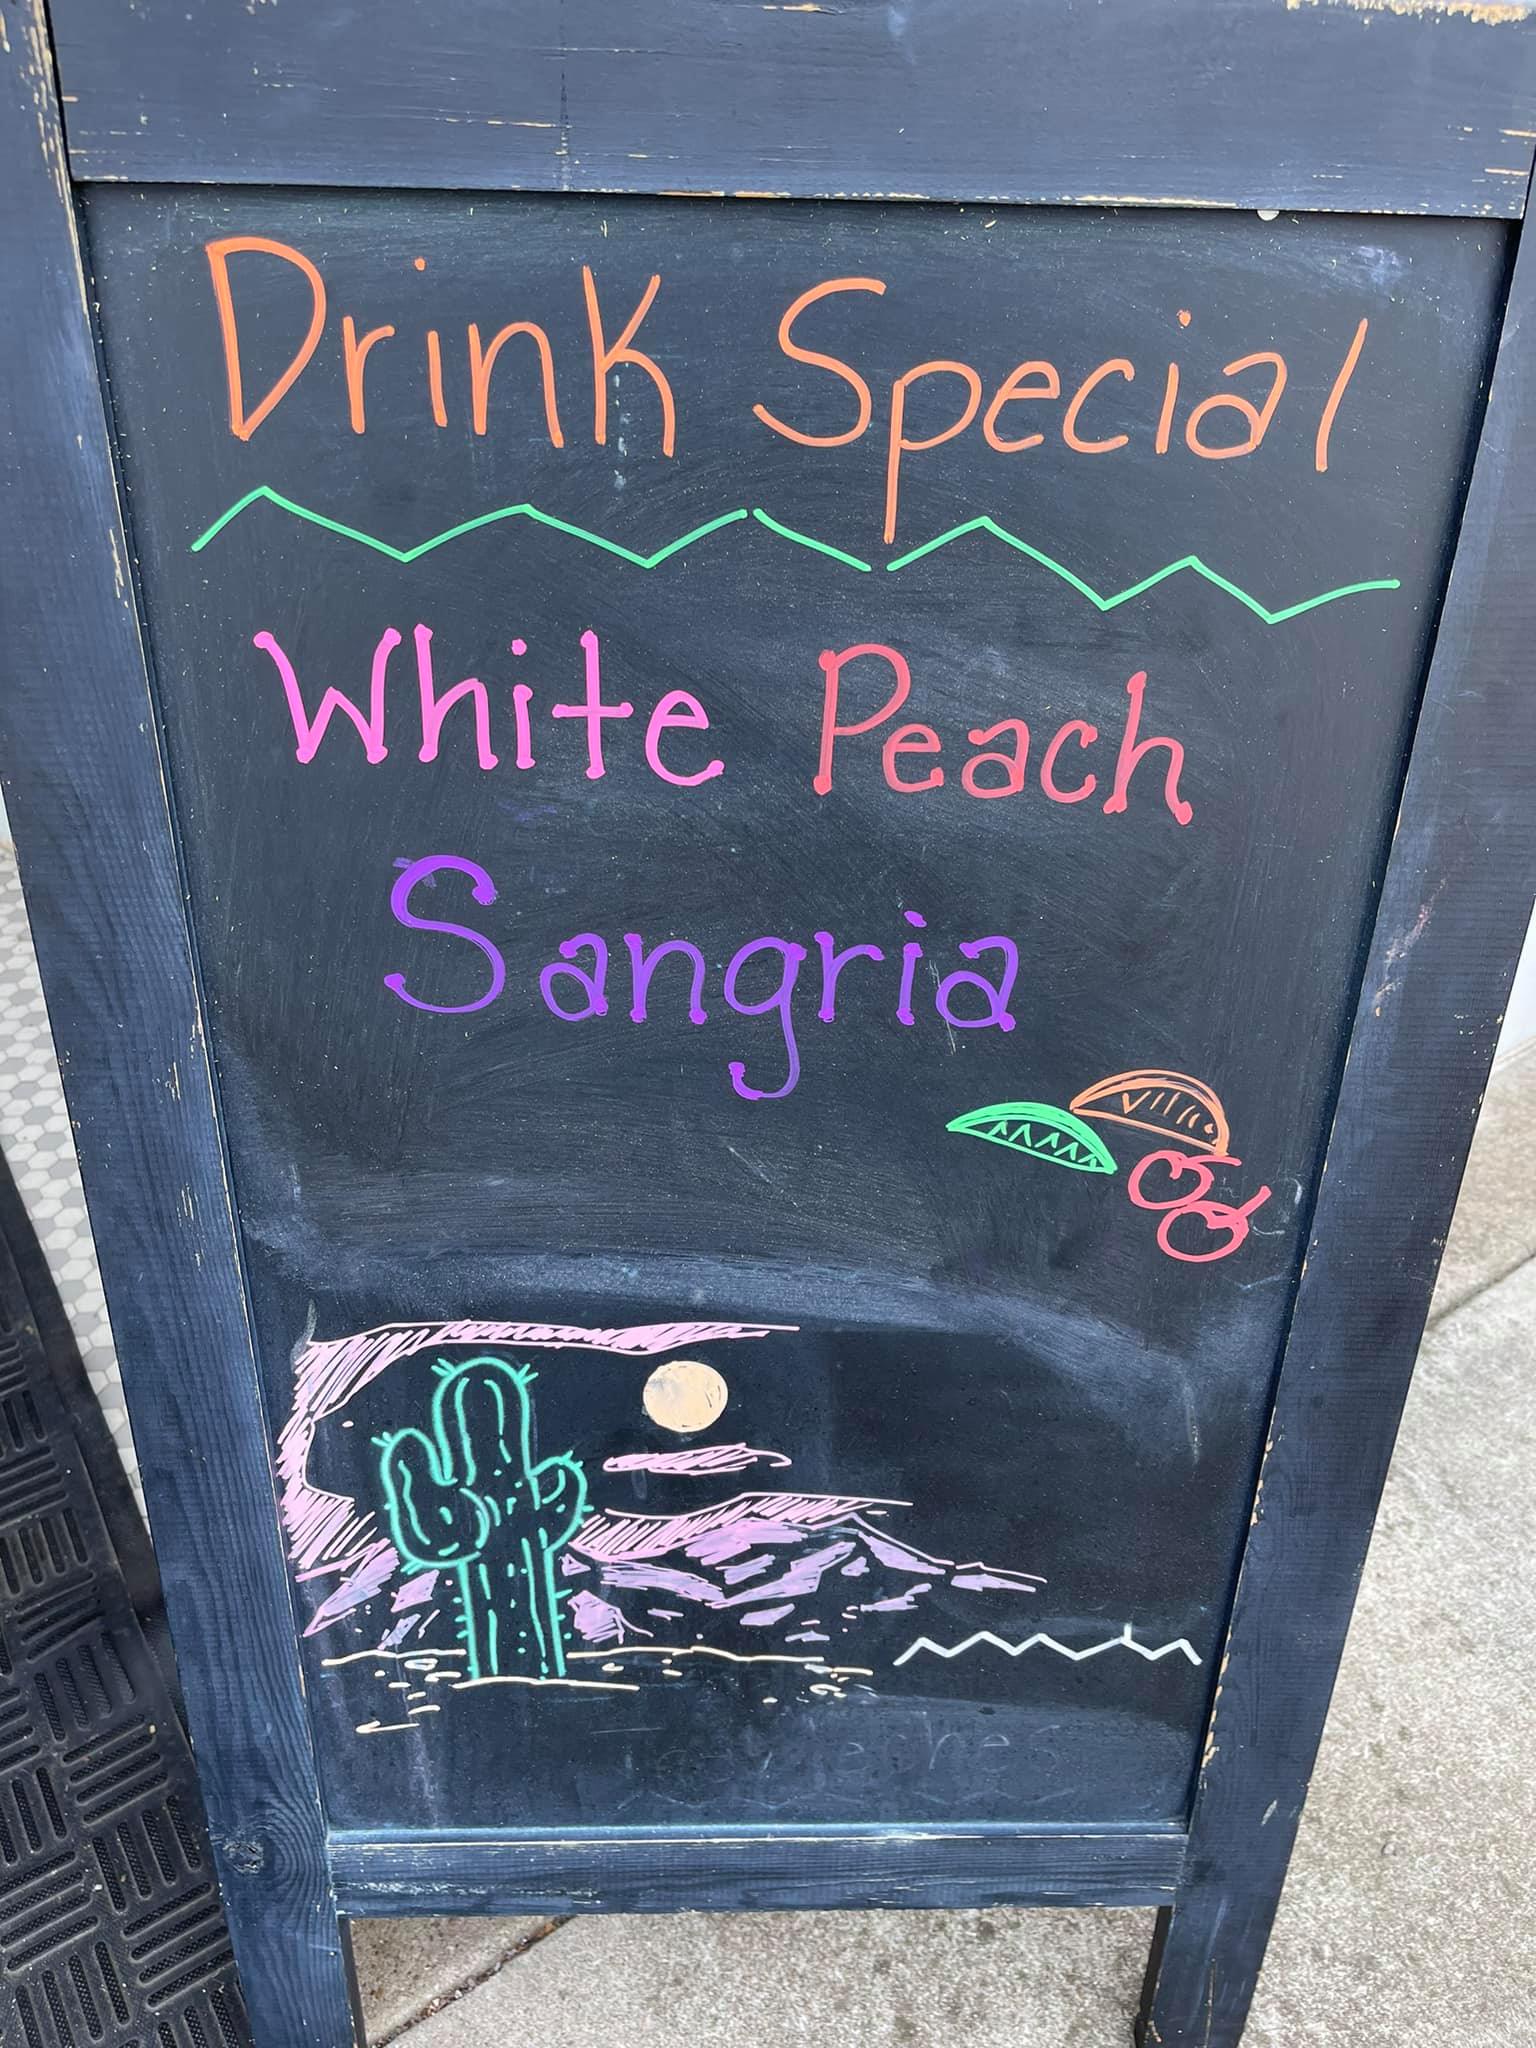 Drink Special
White Peach
Sangria